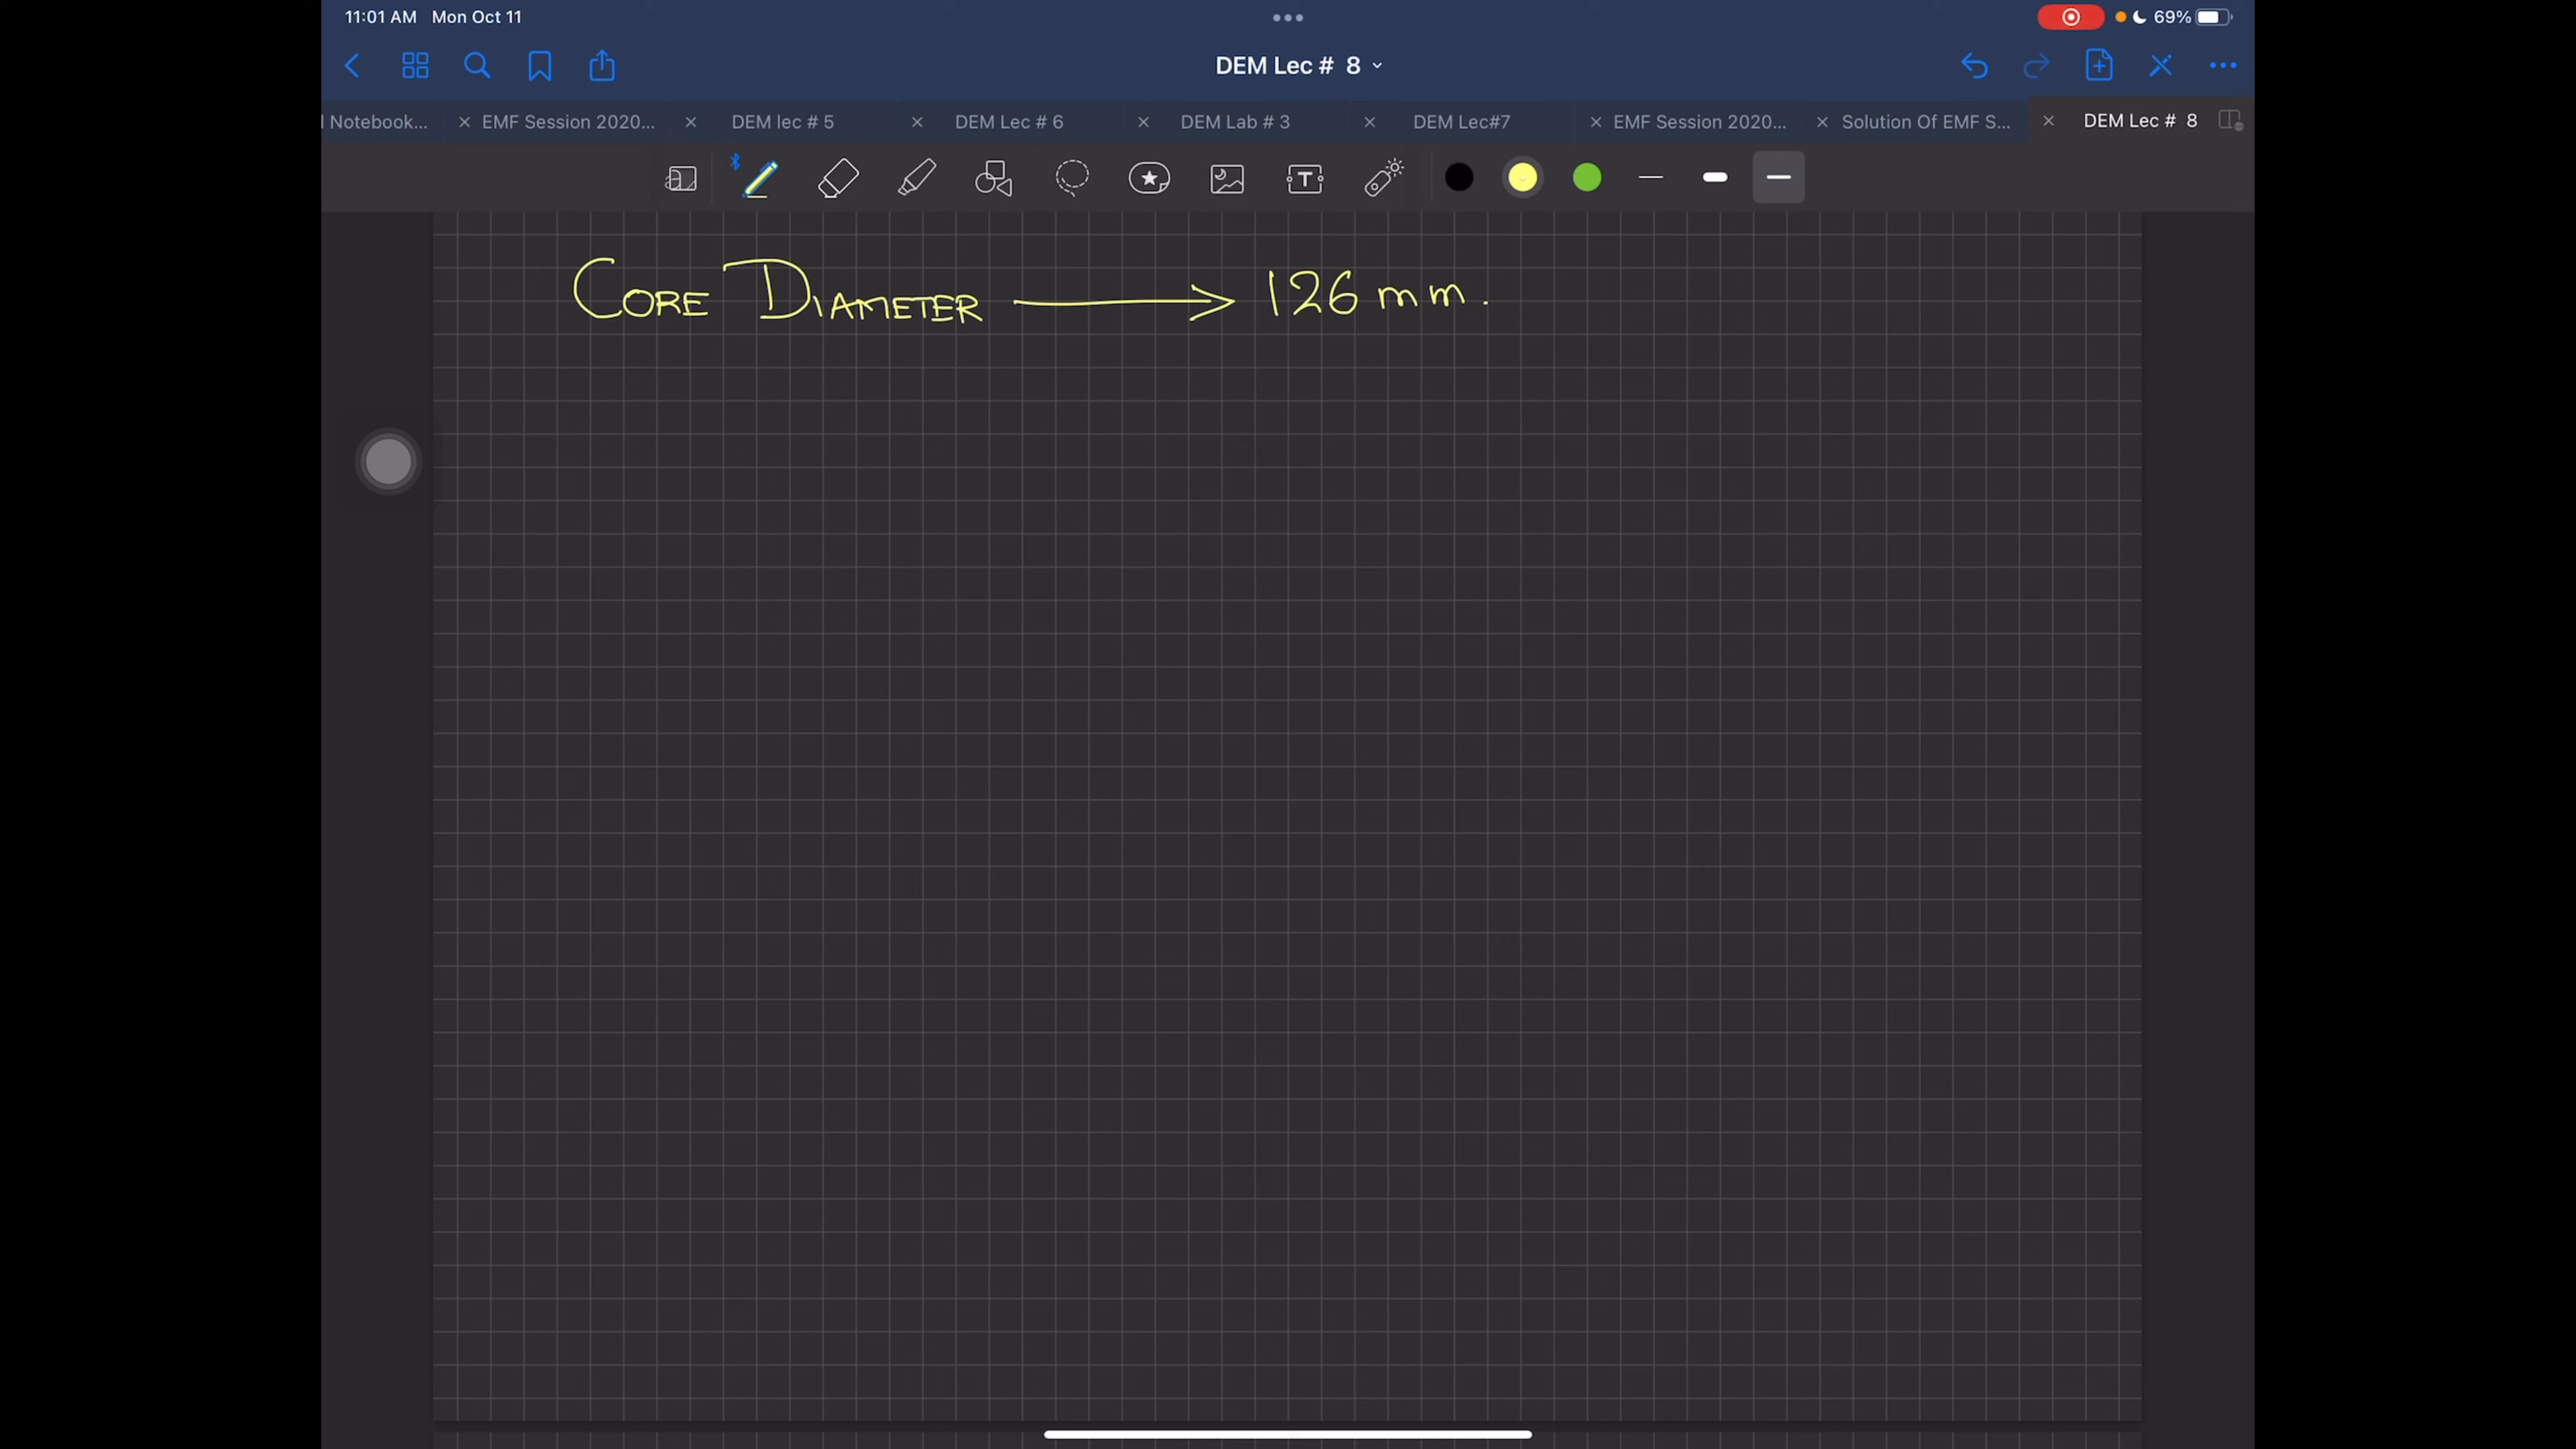 11:01 AM Mon Oct 11
69%
DEM Lec # 8
Notebook...
EMF Session 2020...
DEM lec # 5
DEM Lec # 6
DEM Lab # 3
DEM Lec#7
EMF Session 2020...
Solution Of EMF S...
DEM Lec # 8
CORE DIAMETER → 126 mm.